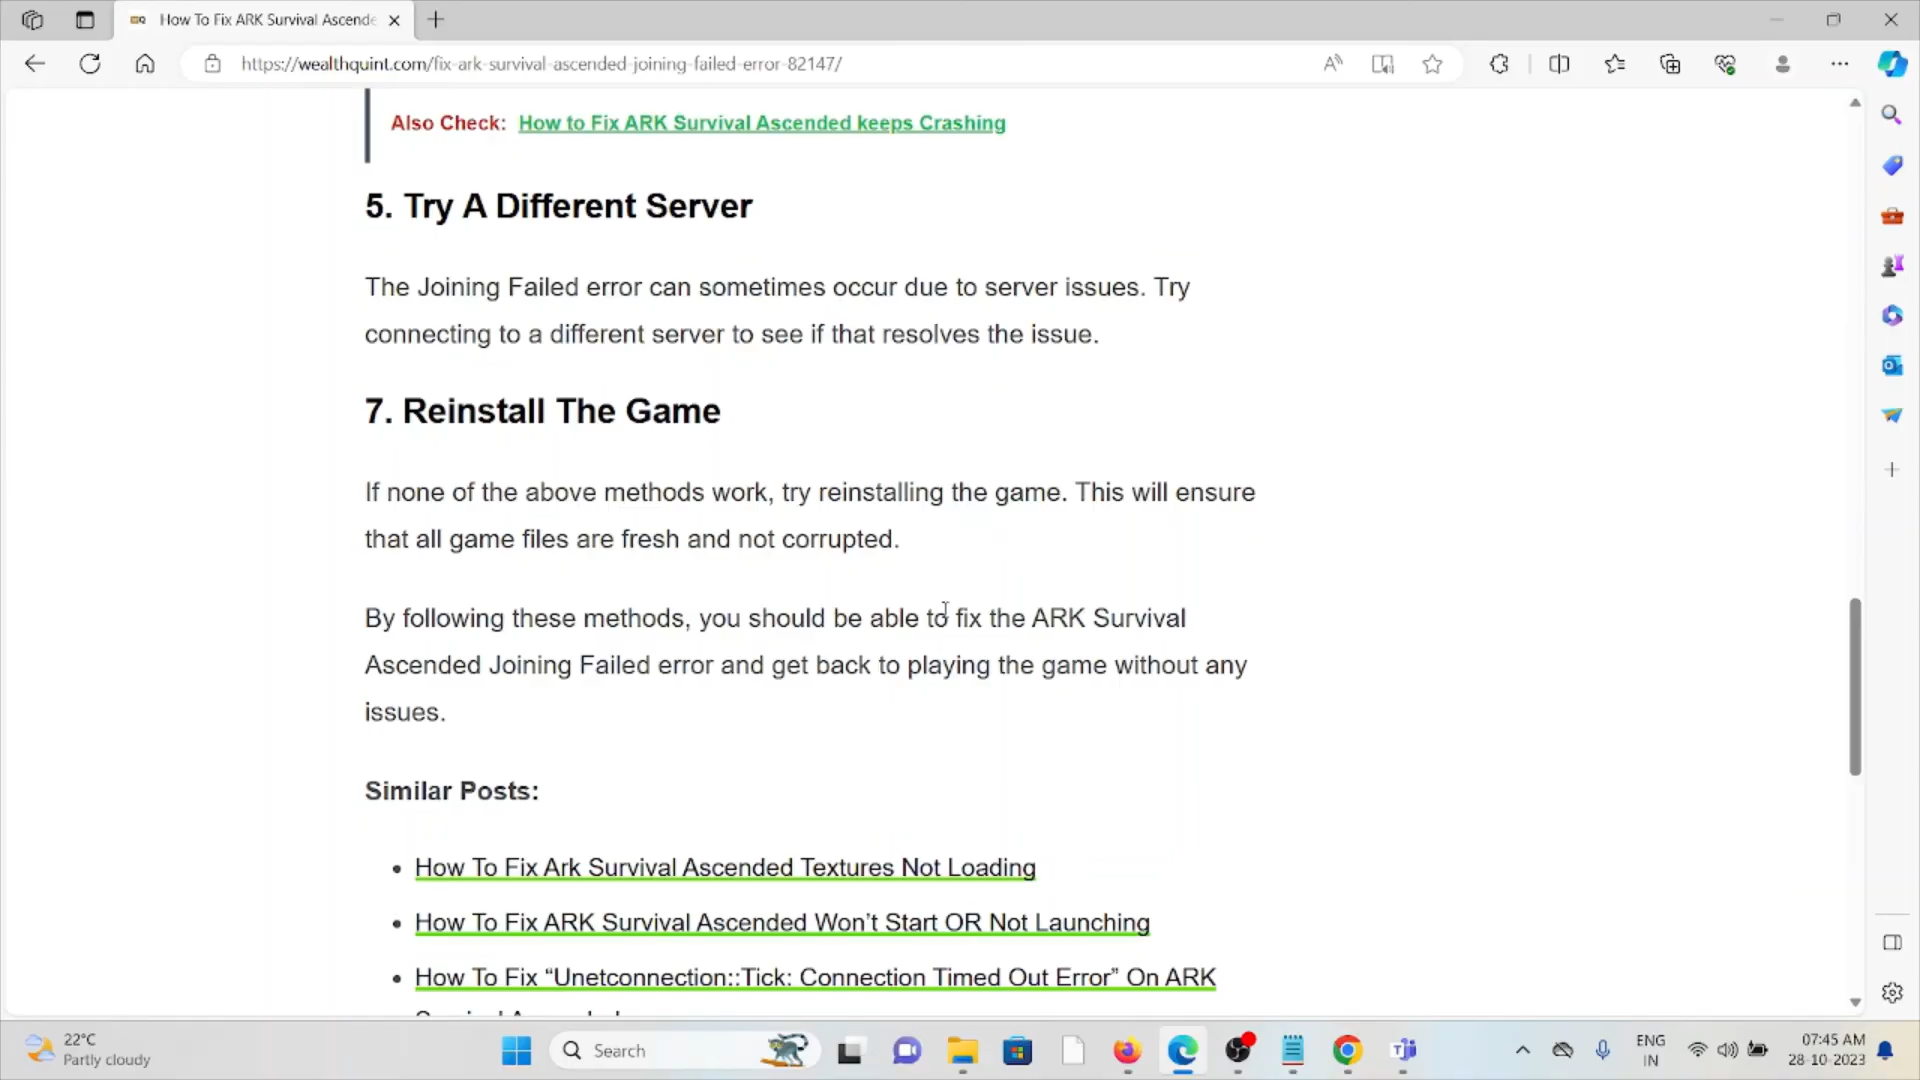 How To Fix ARK Survival Ascende
https://wealthquint.com/fix-ark-survival-ascended-joining-failed-error-82147/
Also Check: How to Fix ARK Survival Ascended keeps Crashing
5. Try A Different Server
The Joining Failed error can sometimes occur due to server issues. Try
connecting to a different server to see if that resolves the issue.
7. Reinstall The Game
If none of the above methods work, try reinstalling the game. This will ensure
that all game files are fresh and not corrupted.
By following these methods, you should be able to fix the ARK Survival
Ascended Joining Failed error and get back to playing the game without any
issues.
Similar Posts:
• How To Fix Ark Survival Ascended Textures Not Loading
• How To Fix ARK Survival Ascended Won’t Start OR Not Launching
• How To Fix “Unetconnection::Tick: Connection Timed Out Error” On ARK
22°C
Partly cloudy
Search
ENG
IN
07:45 AM
28-10-2023